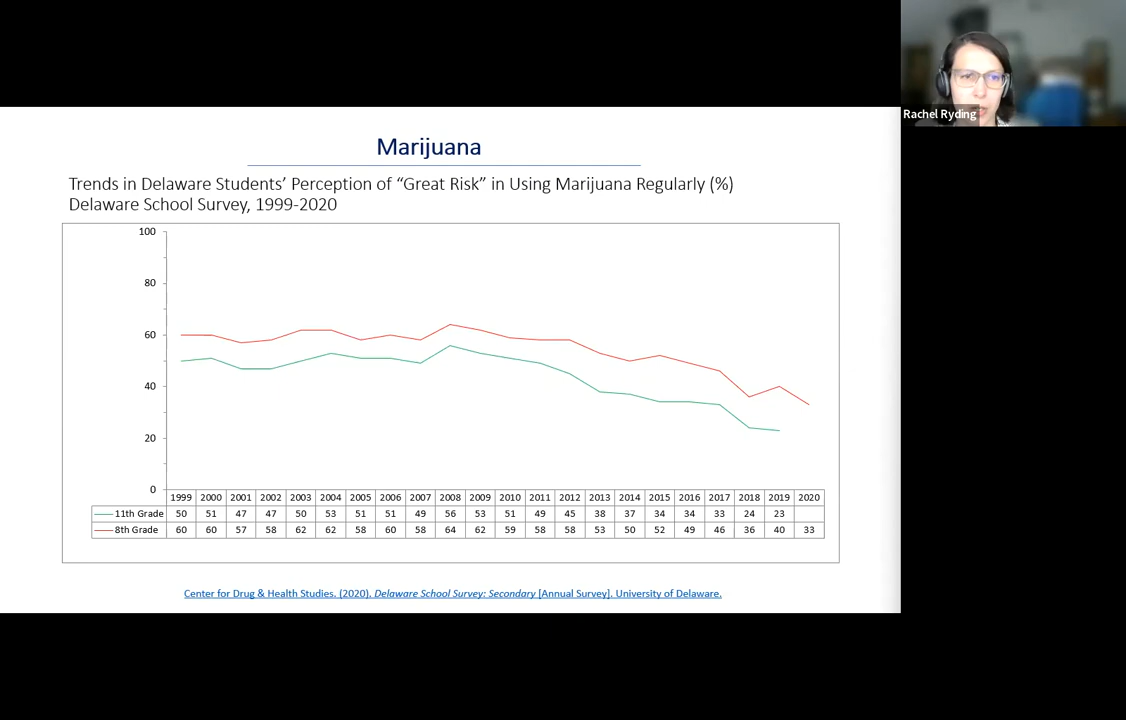 Rachel Ryding
Marijuana
Trends in Delaware Students’ Perception of “Great Risk” in Using Marijuana Regularly (%)
Delaware School Survey, 1999-2020
100
80
60
40
20
0
1999 2000 2001 2002 2003 2004 2005 2006 2007 2008 2009 2010 2011 2012 2013 2014 2015 2016 2017 2018 2019 2020
11th Grade 50 51 47 47 50 53 51 51 49 56 53 51 49 45 38 37 34 34 33 24 23
8th Grade 60 60 57 58 62 62 58 60 58 64 62 59 58 58 53 50 52 49 46 36 40 33
Center for Drug & Health Studies. (2020). Delaware School Survey: Secondary [Annual Survey]. University of Delaware.